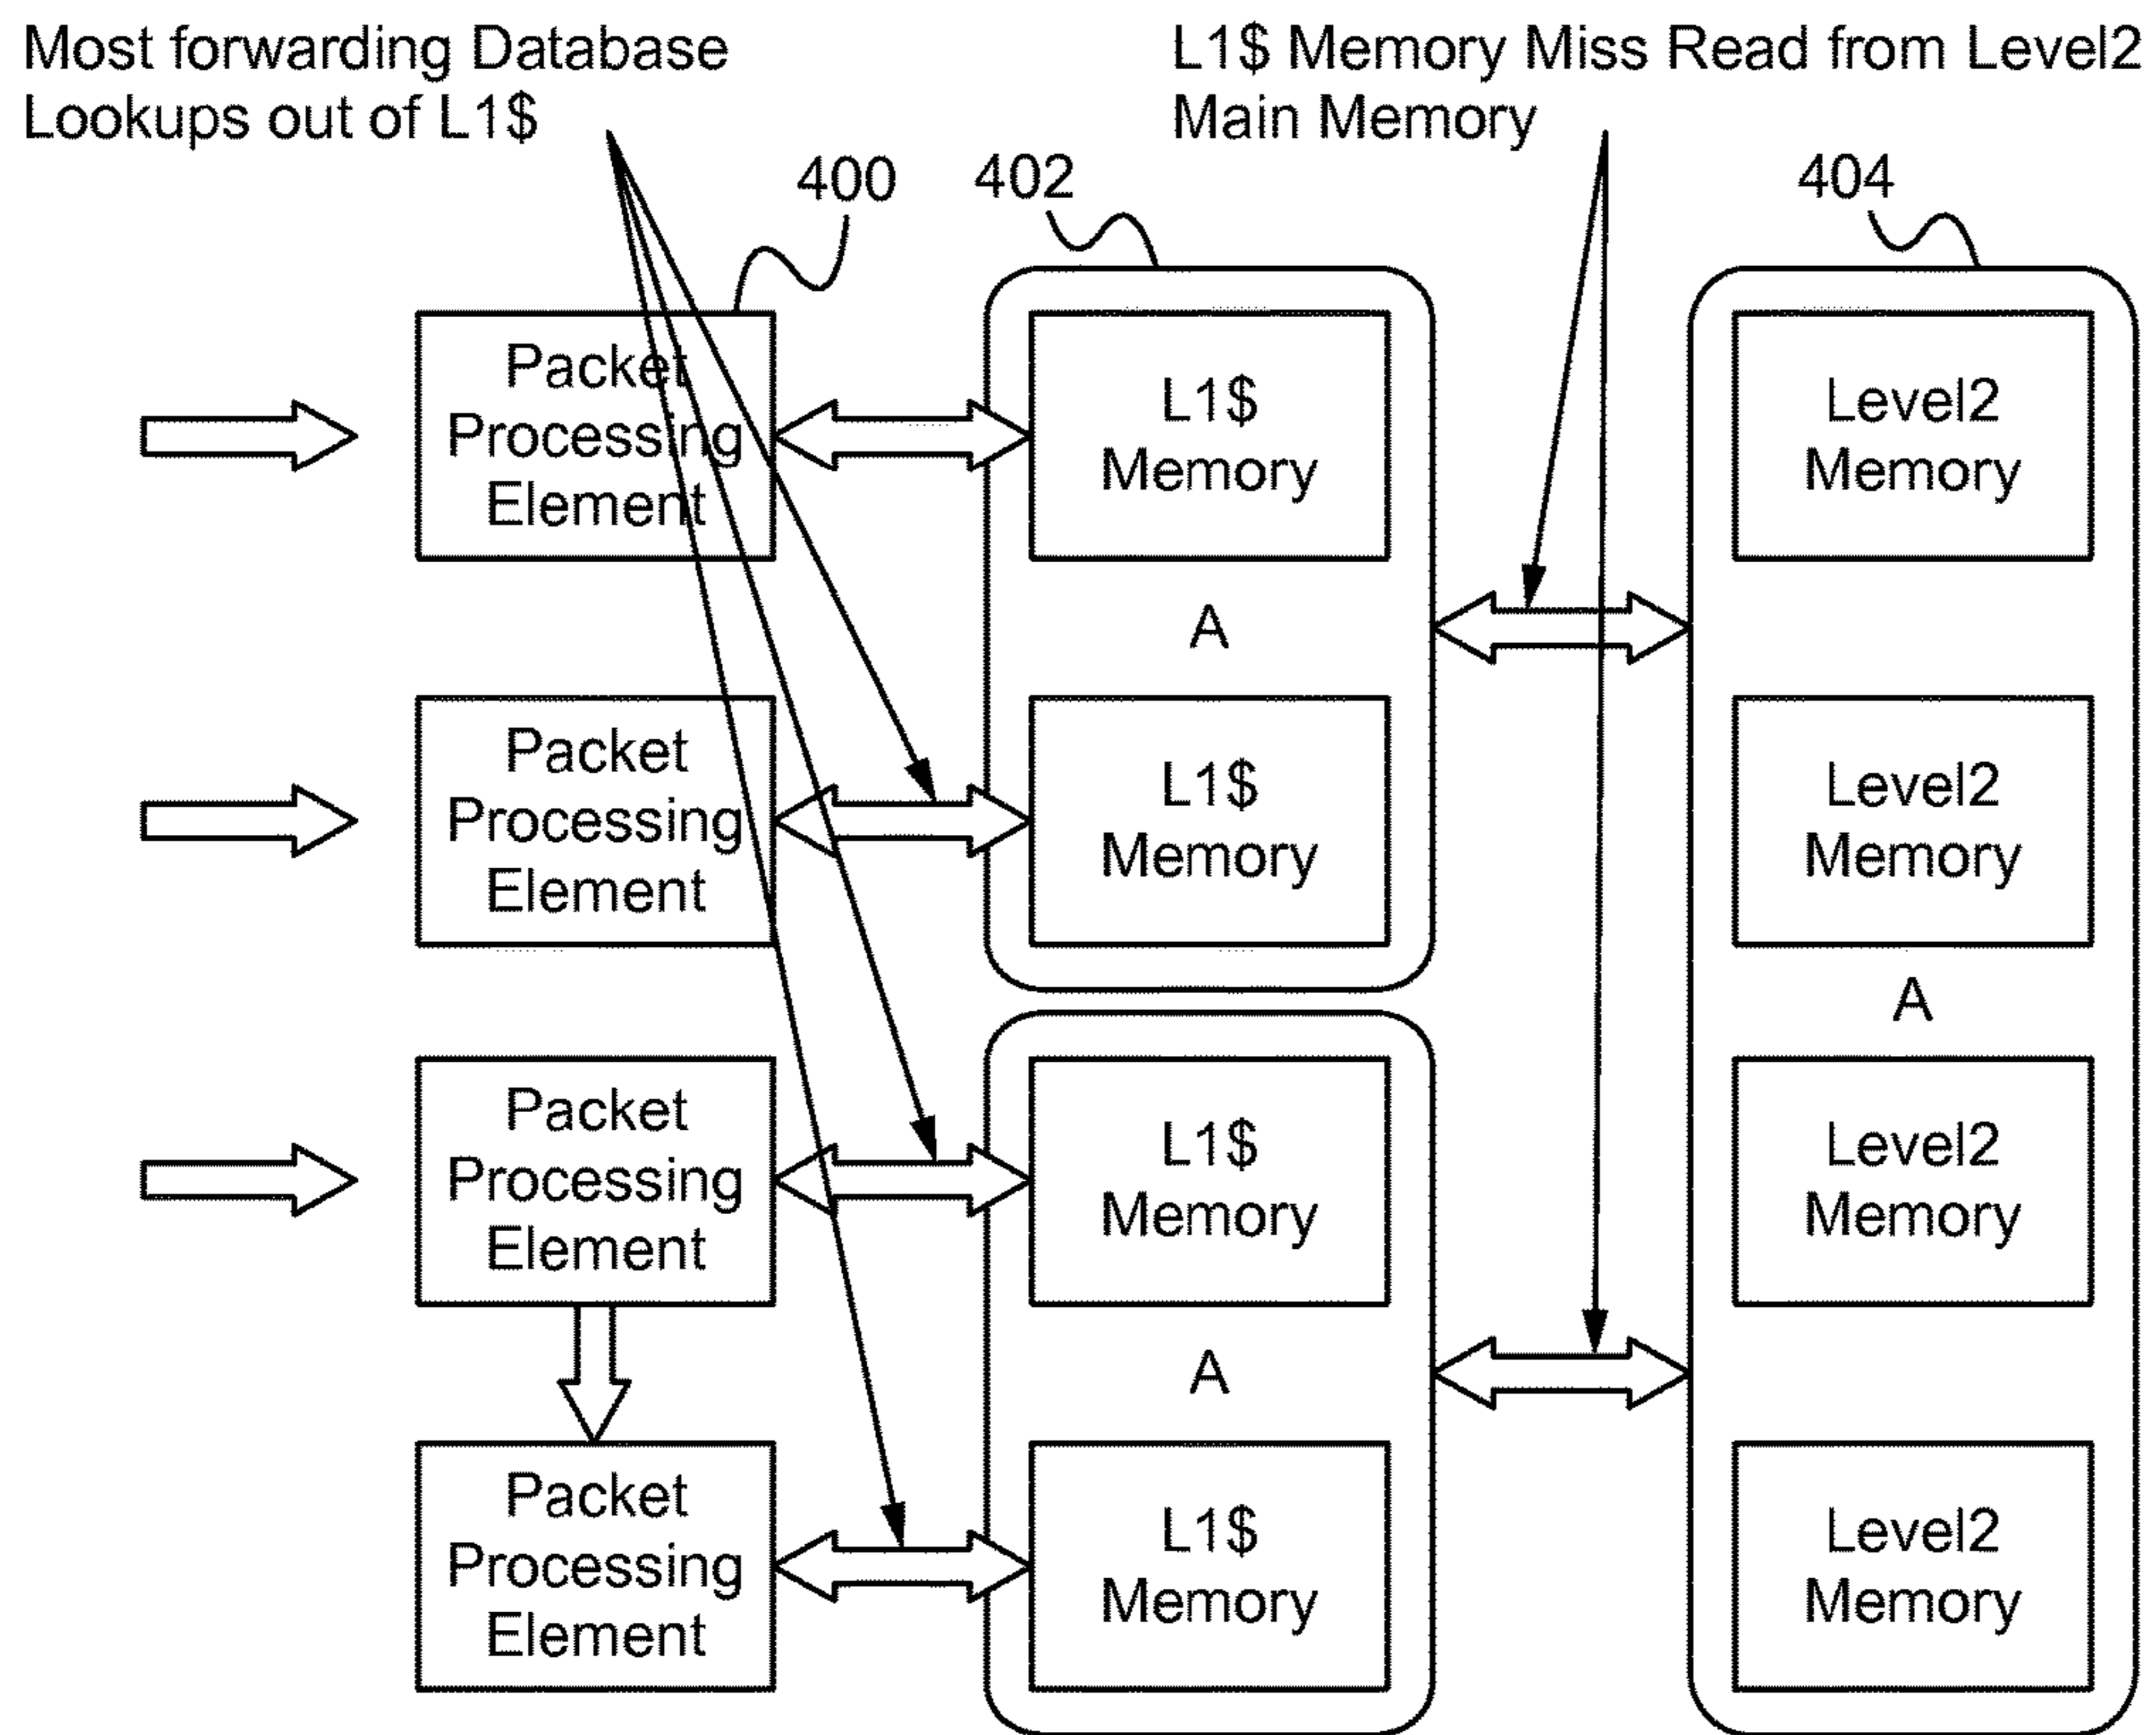 Most forwarding Database
Lookups out of L1$
L1$ Memory Miss Read from Level2
Main Memory
400
402
404
Packet
Processing
Element
L1$
Memory
Level2
Memory
A
Packet
Processing
Element
L1$
Memory
Level2
Memory
A
Packet
Processing
Element
L1$
Memory
Level2
Memory
A
Packet
Processing
Element
L1$
Memory
Level2
Memory